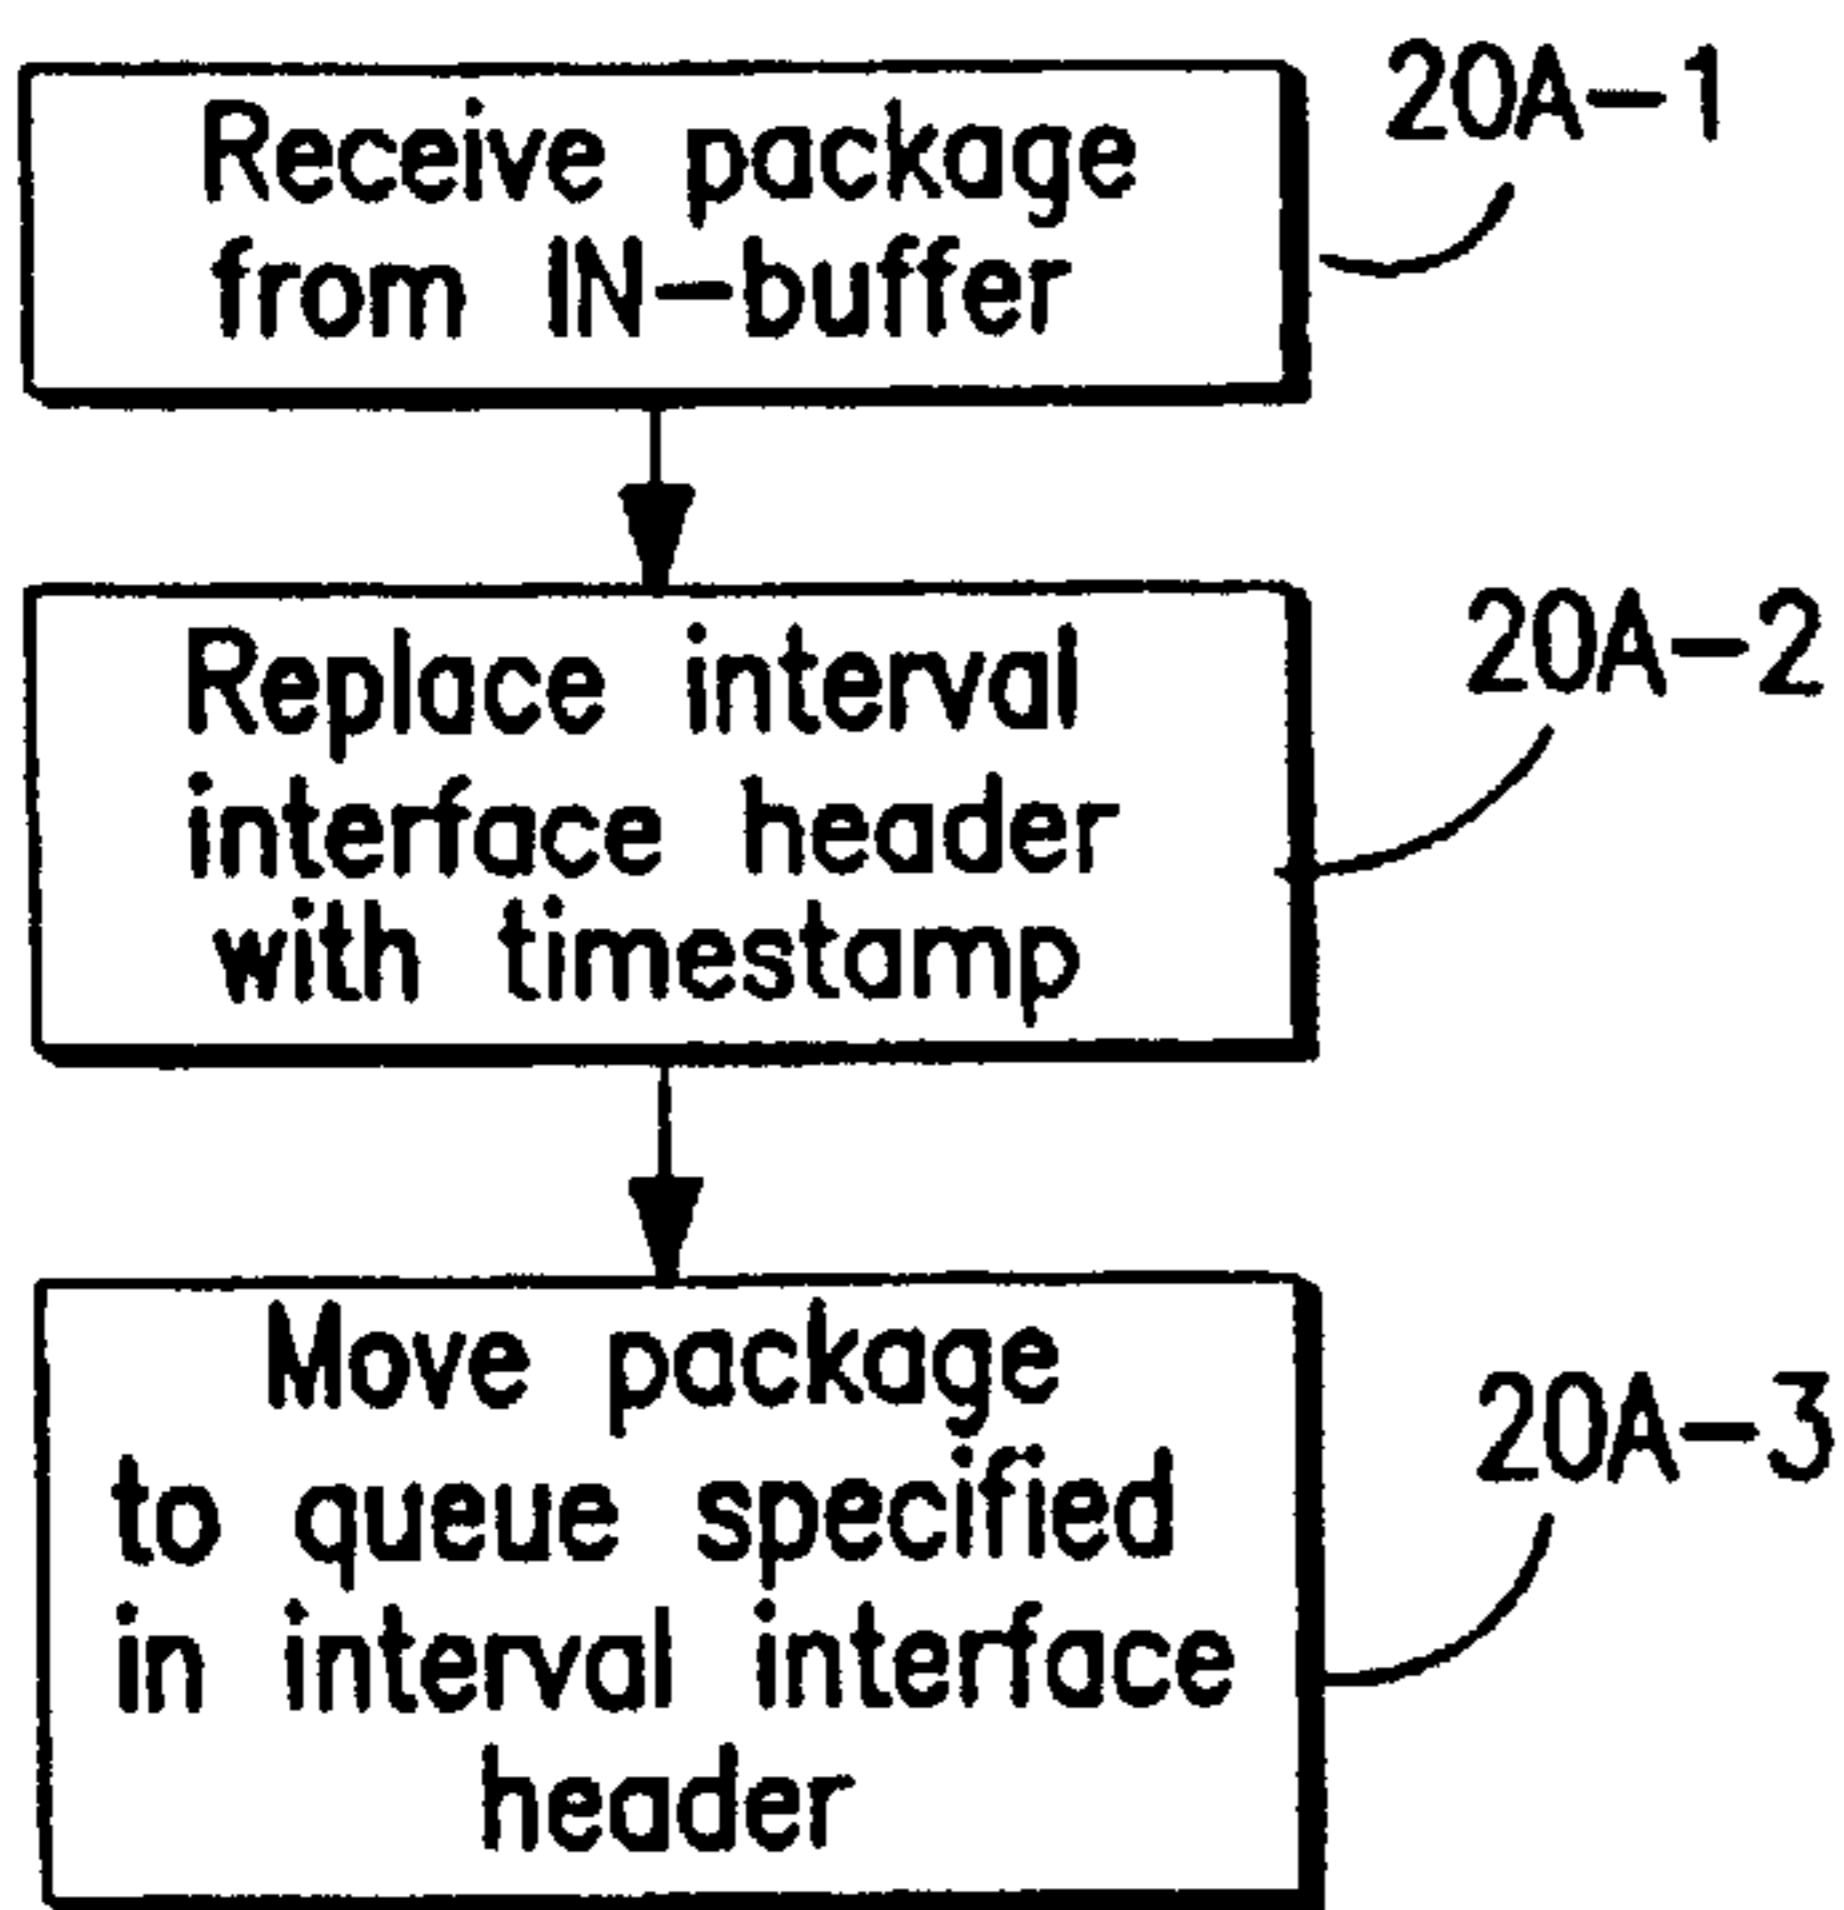 Receive package
from IN-buffer
20A-1
Replace interval
interface header
with timestamp
20A-2
Move package
to queue specified
in interval interface
header
20A-3